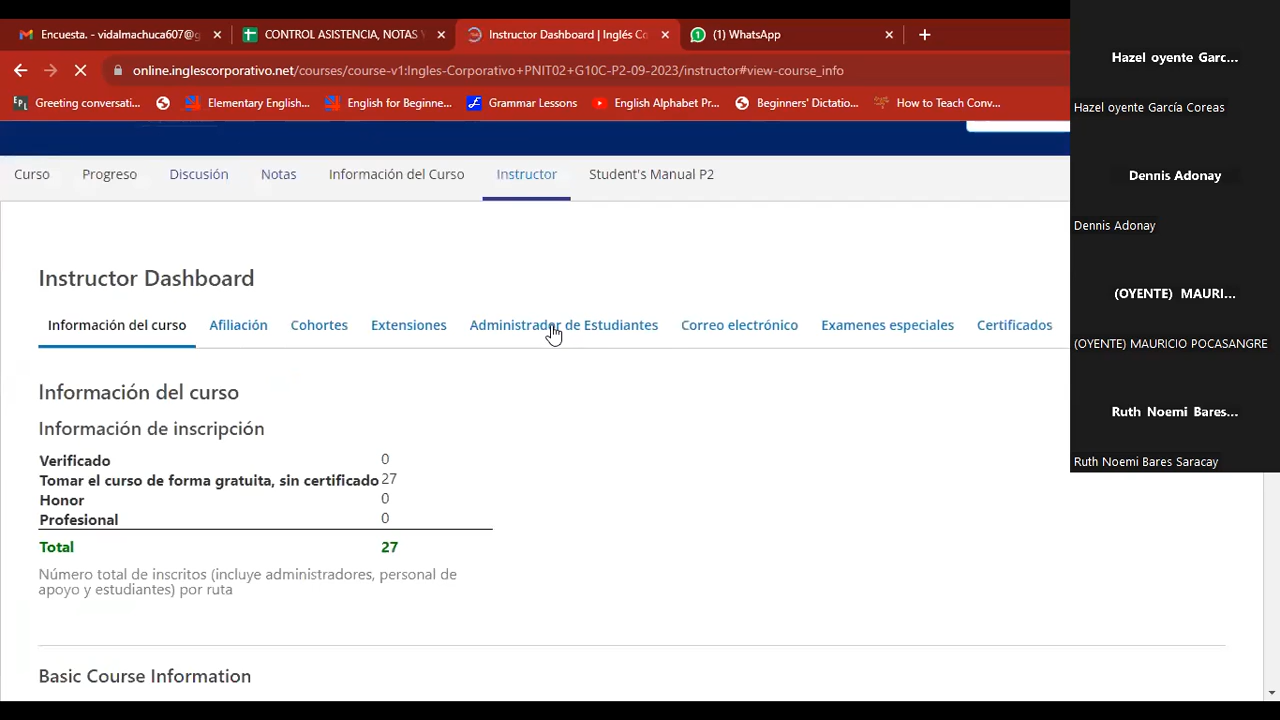 Encuesta. - vidalmachuca607@g
CONTROL ASISTENCIA, NOTAS
Instructor Dashboard | Inglés Co
(1) WhatsApp
online.inglescorporativo.net/courses/course-v1:Ingles-Corporativo+PNIT02+G10C-P2-09-2023/instructor#view-course_info
Greeting conversati...
Elementary English...
English for Beginne...
Grammar Lessons
English Alphabet Pr...
Beginners' Dictatio...
How to Teach Conv...
Curso
Progreso
Discusión
Notas
Información del Curso
Instructor
Student's Manual P2
Instructor Dashboard
Información del curso
Afiliación
Cohortes
Extensiones
Administrador de Estudiantes
Correo electrónico
Examenes especiales
Certificados
Información del curso
Información de inscripción
Verificado 0
Tomar el curso de forma gratuita, sin certificado 27
Honor 0
Profesional 0
Total 27
Número total de inscritos (incluye administradores, personal de
apoyo y estudiantes) por ruta
Basic Course Information
Hazel oyente Garc...
Hazel oyente García Coreas
Dennis Adonay
Dennis Adonay
(OYENTE) MAURI...
(OYENTE) MAURICIO POCASANGRE
Ruth Noemi Bares...
Ruth Noemi Bares Saracay